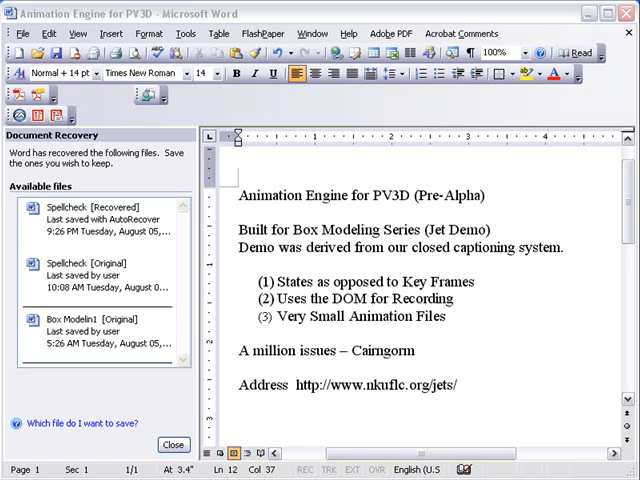 Animation Engine for PV3D - Microsoft Word
File Edit View Insert Format Tools Table FlashPaper Window Help Adobe PDF Acrobat Comments
100% Read
Normal + 14 pt Times New Roman 14 B I U
Document Recovery
Word has recovered the following files. Save
the ones you wish to keep.
Available files
Spellcheck [Recovered]
Last saved with AutoRecover
9:26 PM Tuesday, August 05,...
Spellcheck [Original]
Last saved by user
10:08 AM Tuesday, August 0...
Box Modelin1 [Original]
Last saved by user
5:26 AM Tuesday, August 05,...
Which file do I want to save?
Close
1 2 3 4
Animation Engine for PV3D (Pre-Alpha)
Built for Box Modeling Series (Jet Demo)
Demo was derived from our closed captioning system.
(1) States as opposed to Key Frames
(2) Uses the DOM for Recording
(3) Very Small Animation Files
A million issues – Cairngorm
Address http://www.nkuflc.org/jets/
Page 1 Sec 1 1/1 At 3.4" Ln 12 Col 37 REC TRK EXT OVR English (U.S